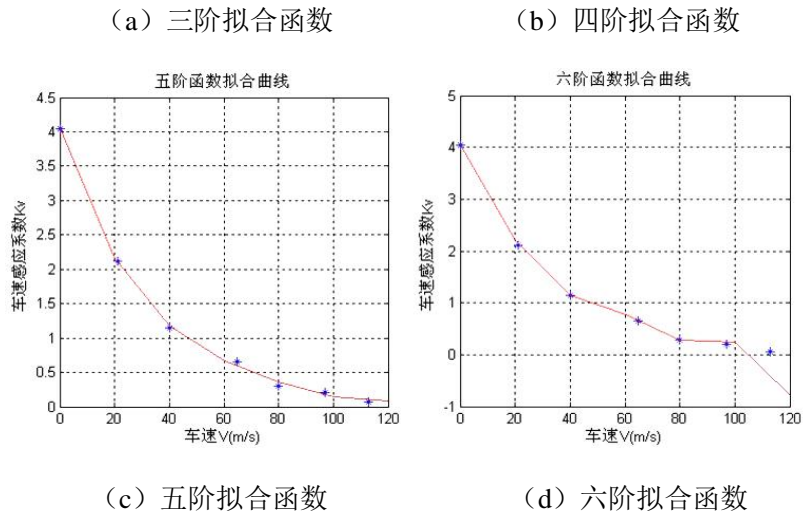 （a）三阶拟合函数
（b）四阶拟合函数
五阶函数拟合曲线
4.5
4
3.5
3
2.5
2
1.5
1
0.5
0
车速感应系数Kv
0 20 40 60 80 100 120
车速V(m/s)
六阶函数拟合曲线
5
4
3
2
1
0
-1
车速感应系数Kv
0 20 40 60 80 100 120
车速V(m/s)
（c）五阶拟合函数
（d）六阶拟合函数